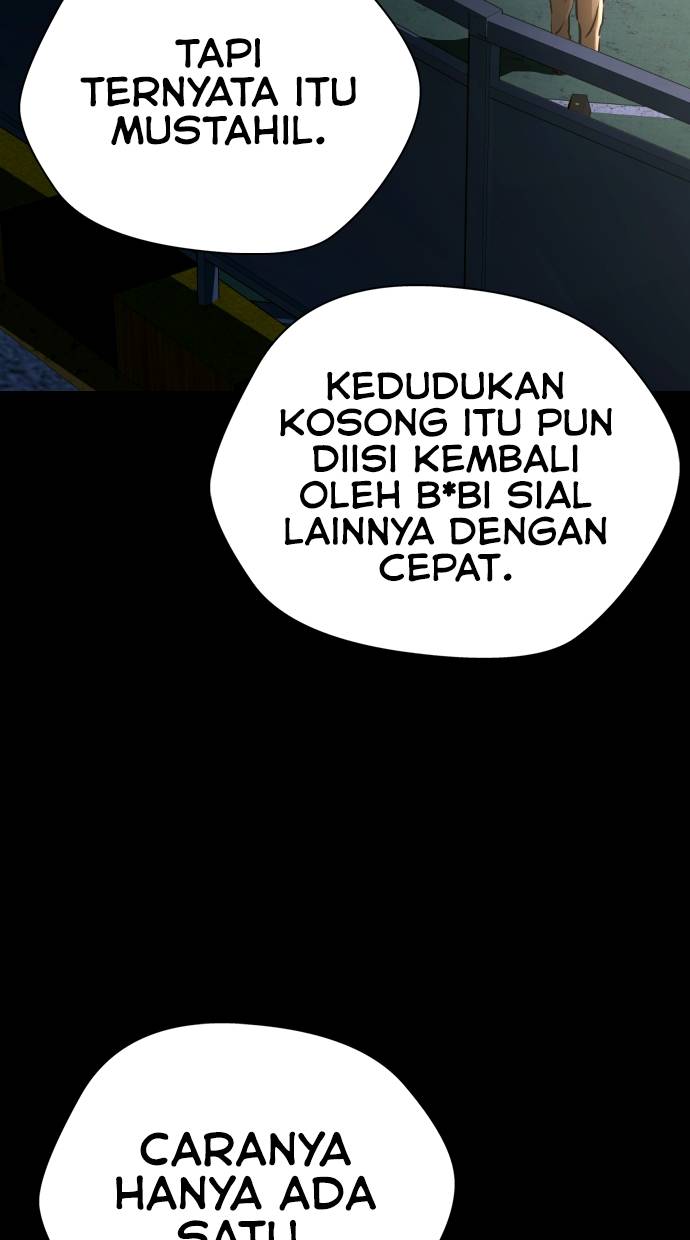 TAPI
TERNYATA ITU
MUSTAHIL.
KEDUDUKAN
KOSONG ITU PUN
DIISI KEMBALI
OLEH B*BI SIAL
LAINNYA DENGAN
CEPAT.
CARANYA
HANYA ADA
SATU